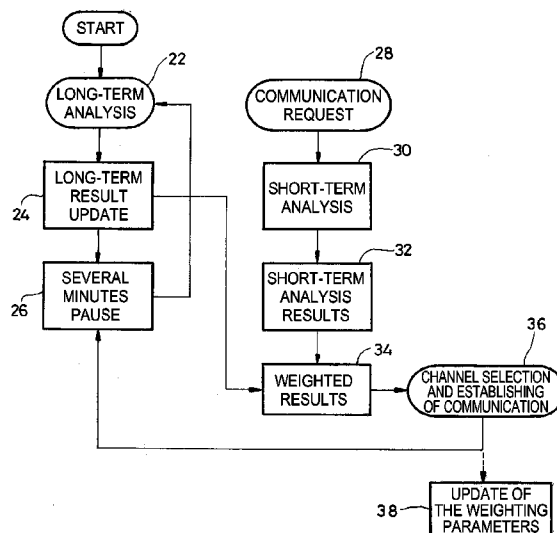 START
22
LONG-TERM
ANALYSIS
28
COMMUNICATION
REQUEST
30
LONG-TERM
RESULT
UPDATE
24
SHORT-TERM
ANALYSIS
32
SEVERAL
MINUTES
PAUSE
26
SHORT-TERM
ANALYSIS
RESULTS
34
WEIGHTED
RESULTS
36
CHANNEL SELECTION
AND ESTABLISHING
OF COMMUNICATION
38
UPDATE OF
THE WEIGHTING
PARAMETERS